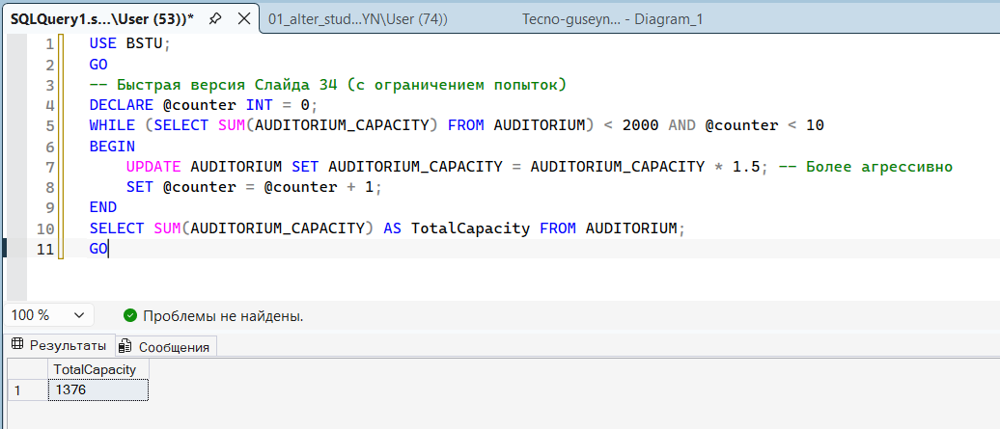 SQLQuery1.s...\User (53))* 01_alter_stud...YN\User (74)) Tecno-guseyn... - Diagram_1
1 USE BSTU;
2 GO
3 -- Быстрая версия Слайда 34 (с ограничением попыток)
4 DECLARE @counter INT = 0;
5 WHILE (SELECT SUM(AUDITORIUM_CAPACITY) FROM AUDITORIUM) < 2000 AND @counter < 10
6 BEGIN
7 UPDATE AUDITORIUM SET AUDITORIUM_CAPACITY = AUDITORIUM_CAPACITY * 1.5; -- Более агрессивно
8 SET @counter = @counter + 1;
9 END
10 SELECT SUM(AUDITORIUM_CAPACITY) AS TotalCapacity FROM AUDITORIUM;
11 GO
100 % Проблемы не найдены.
Результаты Сообщения
TotalCapacity
1 1376